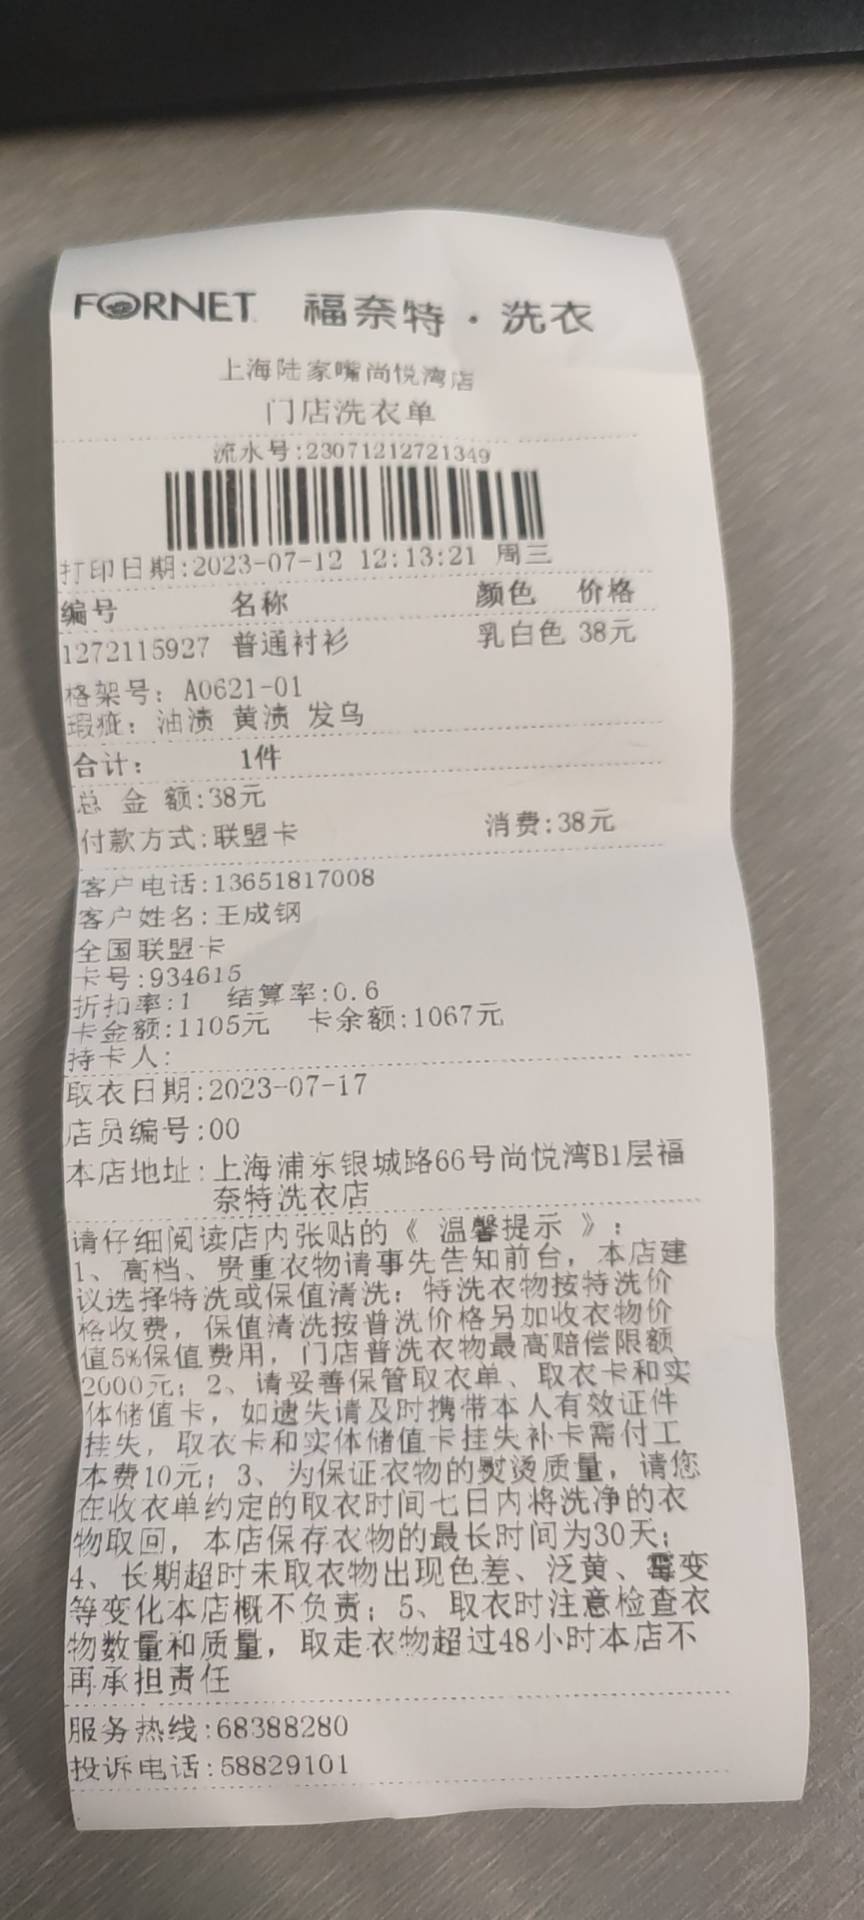 FORNET 福奈特·洗衣
上海陆家嘴尚悦湾店
门店洗衣单
流水号:23071212721349
打印日期:2023-07-12 12:13:21 周三
编号 名称 颜色 价格
1272115927 普通衬衫 乳白色 38元
格架号: A0621-01
瑕疵: 油渍 黄渍 发乌
合计: 1件
总 金 额:38元
付款方式:联盟卡 消费:38元
客户电话:13651817008
客户姓名:王成钢
全国联盟卡
卡号:934615
折扣率:1 结算率:0.6
卡金额:1105元 卡余额:1067元
持卡人:
取衣日期:2023-07-17
店员编号:00
本店地址:上海浦东银城路66号尚悦湾B1层福
奈特洗衣店
请仔细阅读店内张贴的《 温馨提示 》:
1、高档、贵重衣物请事先告知前台，本店建
议选择特洗或保值清洗；特洗衣物按特洗价
格收费，保值清洗按普洗价格另加收衣物价
值5%保值费用，门店普洗衣物最高赔偿限额
2000元；2、请妥善保管取衣单、取衣卡和实
体储值卡，如遗失请及时携带本人有效证件
挂失，取衣卡和实体储值卡挂失补卡需付工
本费10元；3、为保证衣物的熨烫质量，请您
在收衣单约定的取衣时间七日内将洗净的衣
物取回，本店保存衣物的最长时间为30天；
4、长期超时未取衣物出现色差、泛黄、霉变
等变化本店概不负责；5、取衣时注意检查衣
物数量和质量，取走衣物超过48小时本店不
再承担责任
服务热线:68388280
投诉电话:58829101